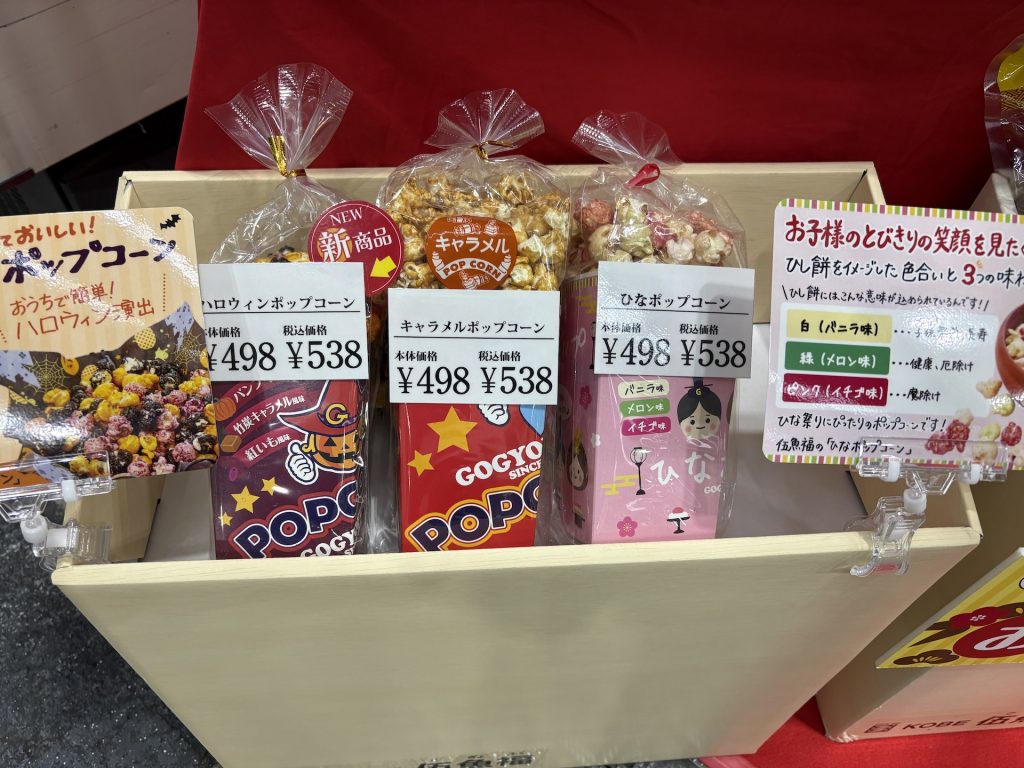 ておいしい!
ポップコーン
おうちで簡単!
ハロウィン演出
NEW
新商品
ハロウィンポップコーン
本体価格 税込価格
¥498 ¥538
竹炭キャラメル風味
紅いも風味
G
POPC
GOGYO
キャラメル
POP CORN
キャラメルポップコーン
本体価格 税込価格
¥498 ¥538
GOGYO
SINCE
POPC
ひなポップコーン
本体価格 税込価格
¥498 ¥538
バニラ味
メロン味
イチゴ味
ひな
GOG
お子様のとびきりの笑顔を見た
ひし餅をイメージした色合いと3つの味わ
ひし餅にはこんな意味が込められているんです!
白(バニラ味)
緑(メロン味)…健康、厄除け
ピンク(イチゴ味)…魔除け
ひな祭りにぴったりのポップコーンです!
伍魚福の「ひなポップコーン」
KOBE 伍魚
伍魚福